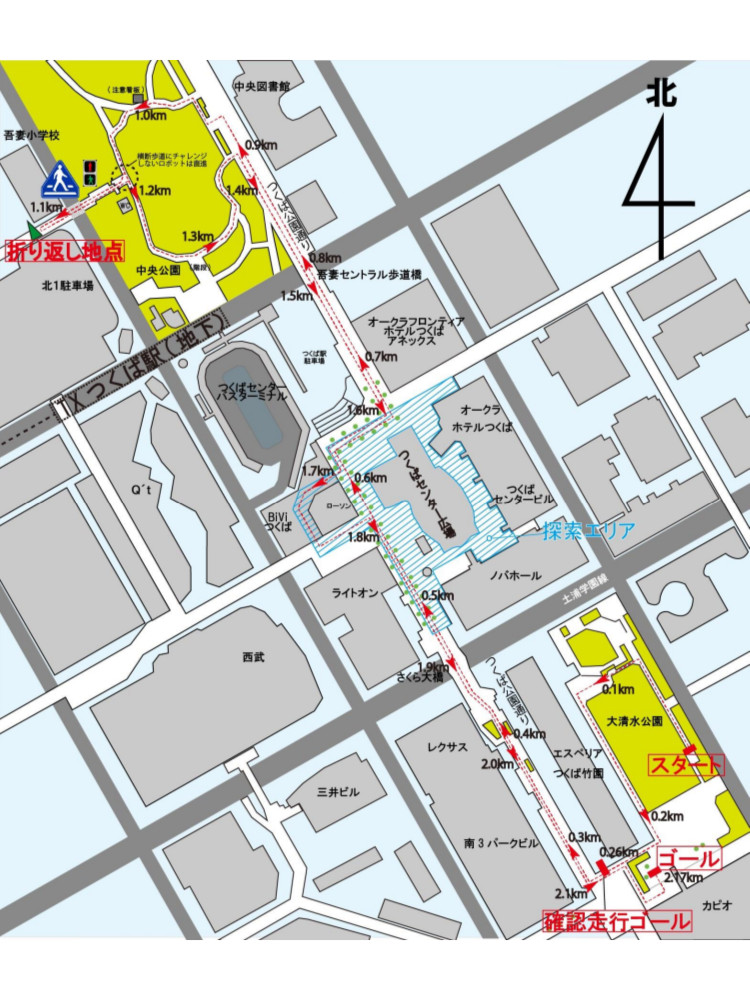 北
中央図書館
（注意看板）
1.0km
吾妻小学校
0.9km
横断歩道にチャレンジ
しないロボットは直進
1.2km
1.4km
つくば公園通り
1.1km
折り返し地点
1.3km
中央公園
（階段）
0.8km
吾妻セントラル歩道橋
北1駐車場
1.5km
オークラフロンティア
ホテルつくば
アネックス
TXつくば駅（地下）
つくば駅
駐車場
0.7km
つくばセンター
バスターミナル
1.6km
オークラ
ホテルつくば
つくばセンター広場
1.7km
0.6km
Q´t
つくば
センタービル
ローソン
BiVi
つくば
1.8km
探索エリア
ノバホール
土浦学園線
ライトオン
0.5km
西武
1.9km
さくら大橋
つくば公園通り
0.1km
大清水公園
0.4km
レクサス
エスペリア
つくば竹園
2.0km
スタート
三井ビル
0.2km
0.3km
南3パークビル
0.26km
ゴール
2.17km
2.1km
カピオ
確認走行ゴール